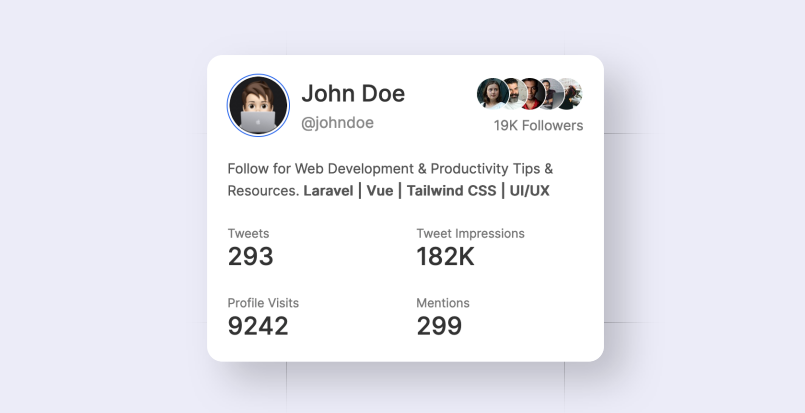 John Doe
@johndoe
19K Followers
Follow for Web Development & Productivity Tips &
Resources. Laravel | Vue | Tailwind CSS | UI/UX
Tweets
293
Tweet Impressions
182K
Profile Visits
9242
Mentions
299